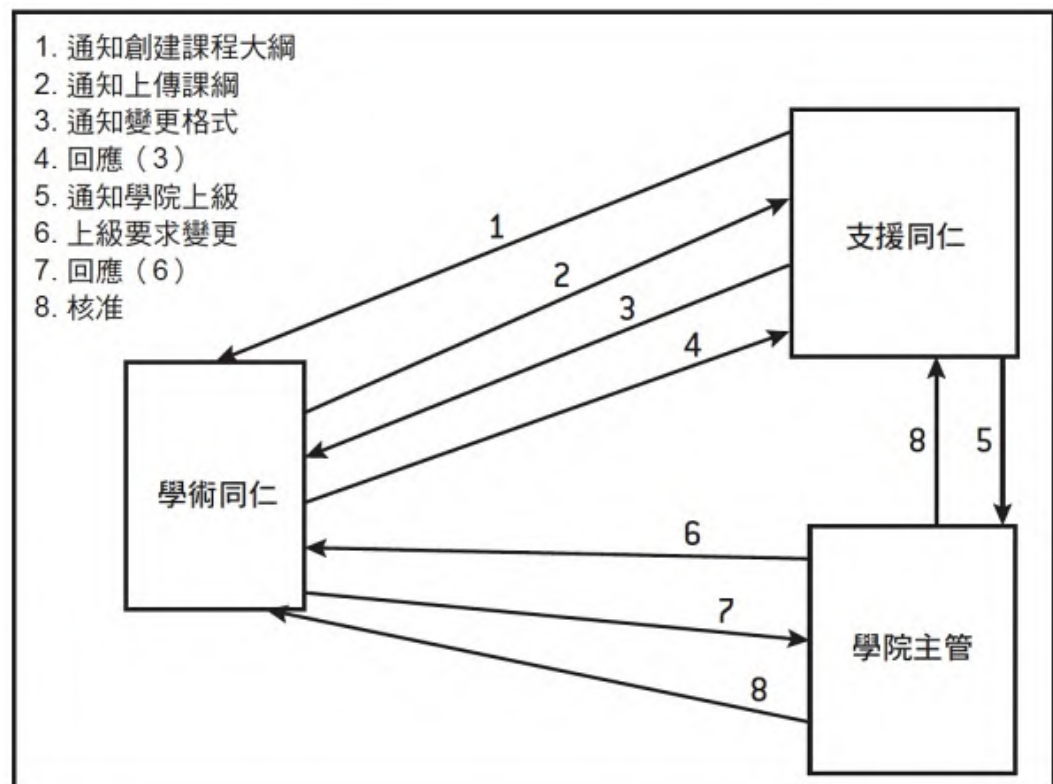 1. 通知創建課程大綱
2. 通知上傳課綱
3. 通知變更格式
4. 回應（3）
5. 通知學院上級
6. 上級要求變更
7. 回應（6）
8. 核准
支援同仁
1
2
3
4
8
5
學術同仁
6
7
學院主管
8